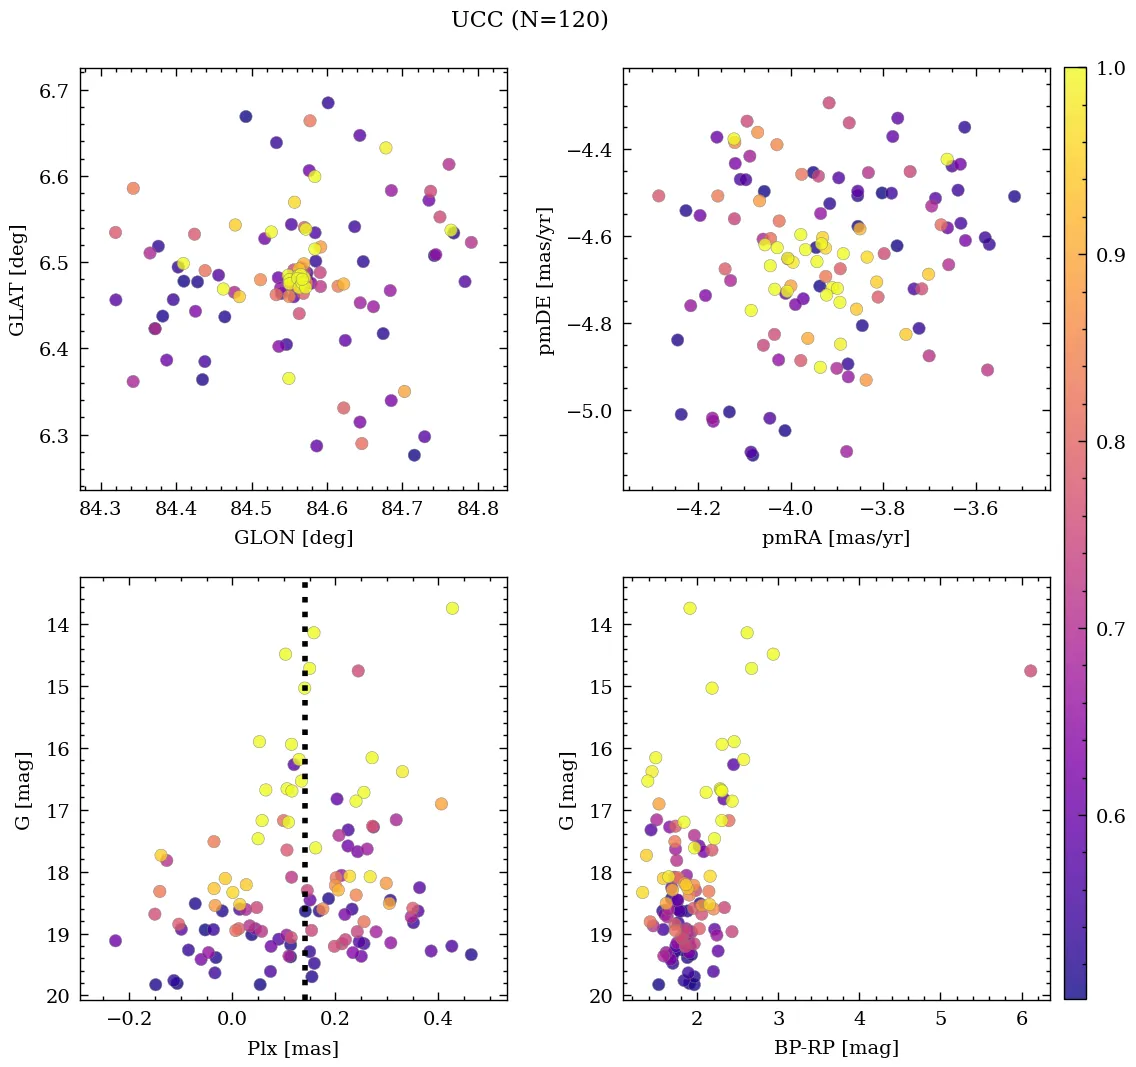 UCC (N=120)
6.7
6.6
6.5
6.4
6.3
GLAT [deg]
84.3 84.4 84.5 84.6 84.7 84.8
GLON [deg]
−4.4
−4.6
−4.8
−5.0
pmDE [mas/yr]
−4.2 −4.0 −3.8 −3.6
pmRA [mas/yr]
14
15
16
17
18
19
20
G [mag]
−0.2 0.0 0.2 0.4
Plx [mas]
14
15
16
17
18
19
20
G [mag]
2 3 4 5 6
BP-RP [mag]
1.0
0.9
0.8
0.7
0.6